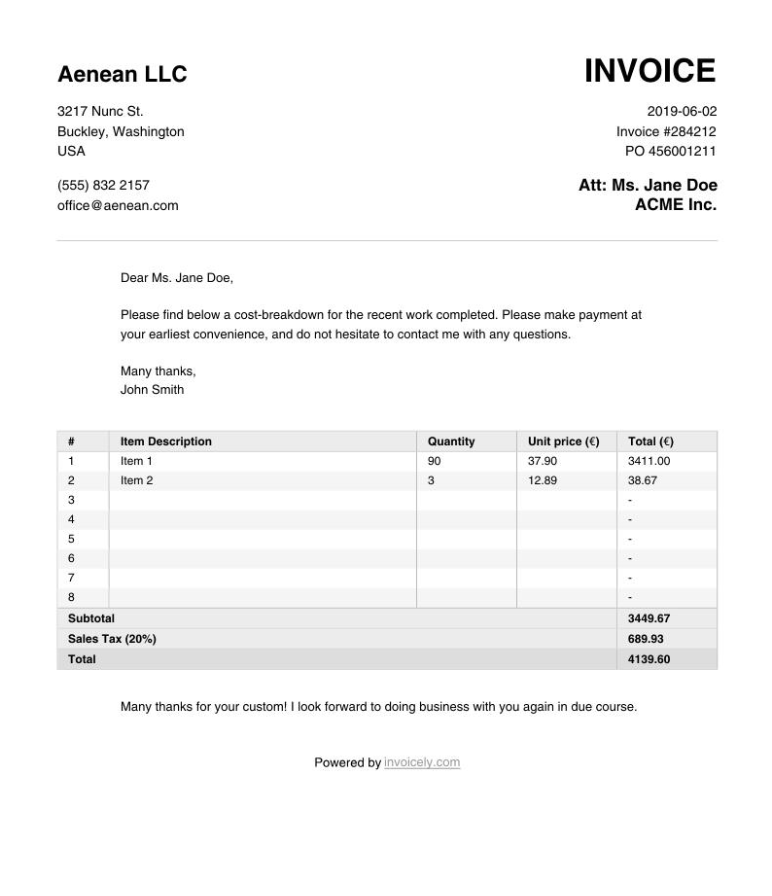 Aenean LLC
INVOICE
3217 Nunc St.
Buckley, Washington
USA
2019-06-02
Invoice #284212
PO 456001211
(555) 832 2157
office@aenean.com
Att: Ms. Jane Doe
ACME Inc.
Dear Ms. Jane Doe,
Please find below a cost-breakdown for the recent work completed. Please make payment at
your earliest convenience, and do not hesitate to contact me with any questions.
Many thanks,
John Smith
# Item Description Quantity Unit price (€) Total (€)
1 Item 1 90 37.90 3411.00
2 Item 2 3 12.89 38.67
3 -
4 -
5 -
6 -
7 -
8 -
Subtotal 3449.67
Sales Tax (20%) 689.93
Total 4139.60
Many thanks for your custom! I look forward to doing business with you again in due course.
Powered by invoicely.com